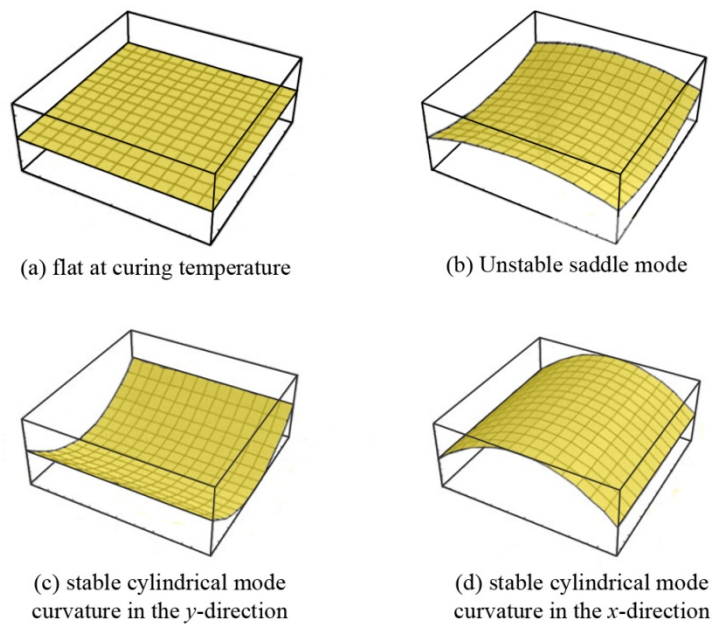 (a) flat at curing temperature
(b) Unstable saddle mode
(c) stable cylindrical mode
curvature in the y-direction
(d) stable cylindrical mode
curvature in the x-direction